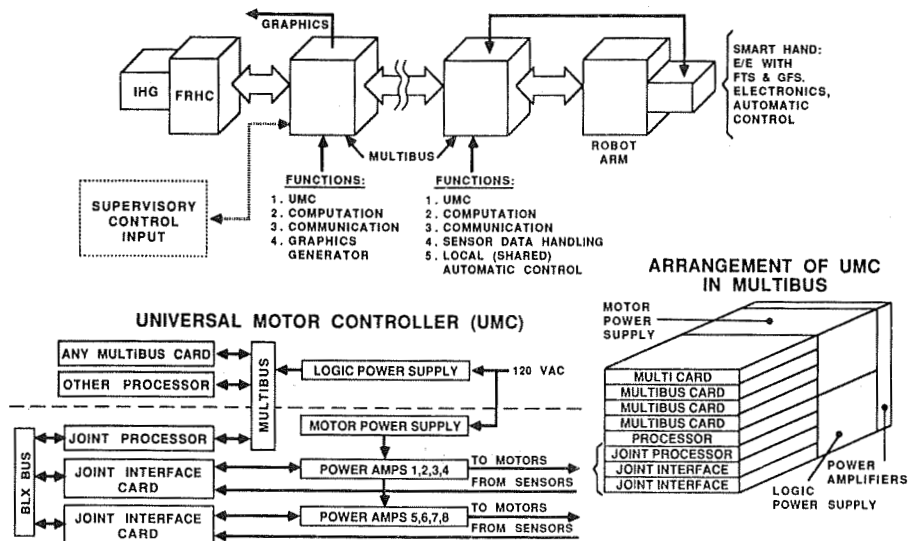 GRAPHICS
IHG
FRHC
SMART HAND:
E/E WITH
FTS & GFS.
ELECTRONICS,
AUTOMATIC
CONTROL
ROBOT
ARM
MULTIBUS
SUPERVISORY
CONTROL
INPUT
FUNCTIONS:
1. UMC
2. COMPUTATION
3. COMMUNICATION
4. GRAPHICS
GENERATOR
FUNCTIONS:
1. UMC
2. COMPUTATION
3. COMMUNICATION
4. SENSOR DATA HANDLING
5. LOCAL (SHARED)
AUTOMATIC CONTROL
UNIVERSAL MOTOR CONTROLLER (UMC)
ANY MULTIBUS CARD
OTHER PROCESSOR
MULTIBUS
LOGIC POWER SUPPLY
120 VAC
MOTOR POWER SUPPLY
BLX BUS
JOINT PROCESSOR
JOINT INTERFACE
CARD
POWER AMPS 1,2,3,4
TO MOTORS
FROM SENSORS
JOINT INTERFACE
CARD
POWER AMPS 5,6,7,8
TO MOTORS
FROM SENSORS
ARRANGEMENT OF UMC
IN MULTIBUS
MOTOR
POWER
SUPPLY
MULTI CARD
MULTIBUS CARD
MULTIBUS CARD
MULTIBUS CARD
PROCESSOR
JOINT PROCESSOR
JOINT INTERFACE
JOINT INTERFACE
LOGIC
POWER SUPPLY
POWER
AMPLIFIERS